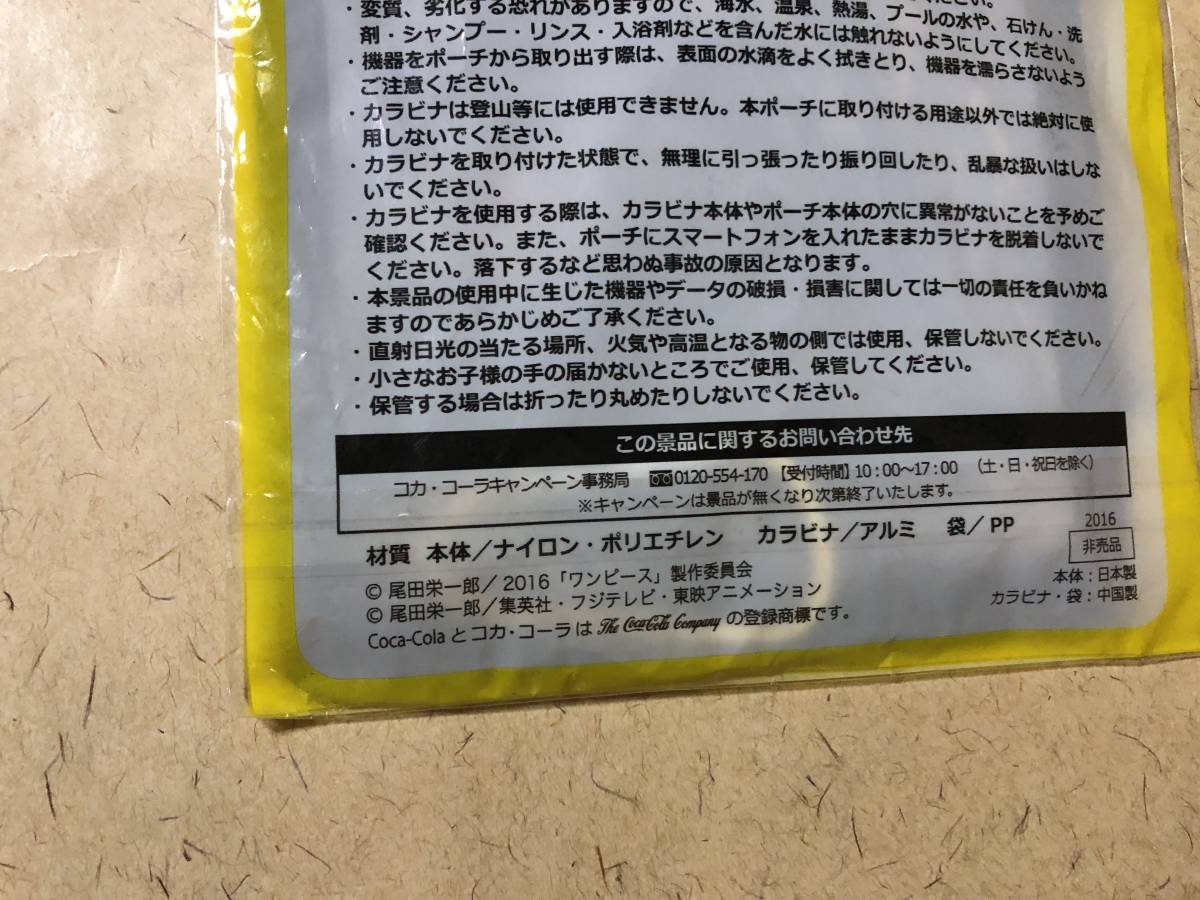 ください。
・変質、劣化する恐れがありますので、海水、温泉、熱湯、プールの水や、石けん・洗
剤・シャンプー・リンス・入浴剤などを含んだ水には触れないようにしてください。
・機器をポーチから取り出す際は、表面の水滴をよく拭きとり、機器を濡らさないよう
ご注意ください。
・カラビナは登山等には使用できません。本ポーチに取り付ける用途以外では絶対に使
用しないでください。
・カラビナを取り付けた状態で、無理に引っ張ったり振り回したり、乱暴な扱いはしな
いでください。
・カラビナを使用する際は、カラビナ本体やポーチ本体の穴に異常がないことを予めご
確認ください。また、ポーチにスマートフォンを入れたままカラビナを脱着しないで
ください。落下するなど思わぬ事故の原因となります。
・本景品の使用中に生じた機器やデータの破損・損害に関しては一切の責任を負いかね
ますのであらかじめご了承ください。
・直射日光の当たる場所、火気や高温となる物の側では使用、保管しないでください。
・小さなお子様の手の届かないところでご使用、保管してください。
・保管する場合は折ったり丸めたりしないでください。
この景品に関するお問い合わせ先
コカ・コーラキャンペーン事務局 0120-554-170 【受付時間】10:00～17:00 （土・日・祝日を除く）
※キャンペーンは景品が無くなり次第終了いたします。
材質 本体／ナイロン・ポリエチレン カラビナ／アルミ 袋／PP
2016
非売品
© 尾田栄一郎／2016「ワンピース」製作委員会
本体：日本製
© 尾田栄一郎／集英社・フジテレビ・東映アニメーション
カラビナ・袋：中国製
Coca-Cola とコカ・コーラは The Coca-Cola Company の登録商標です。